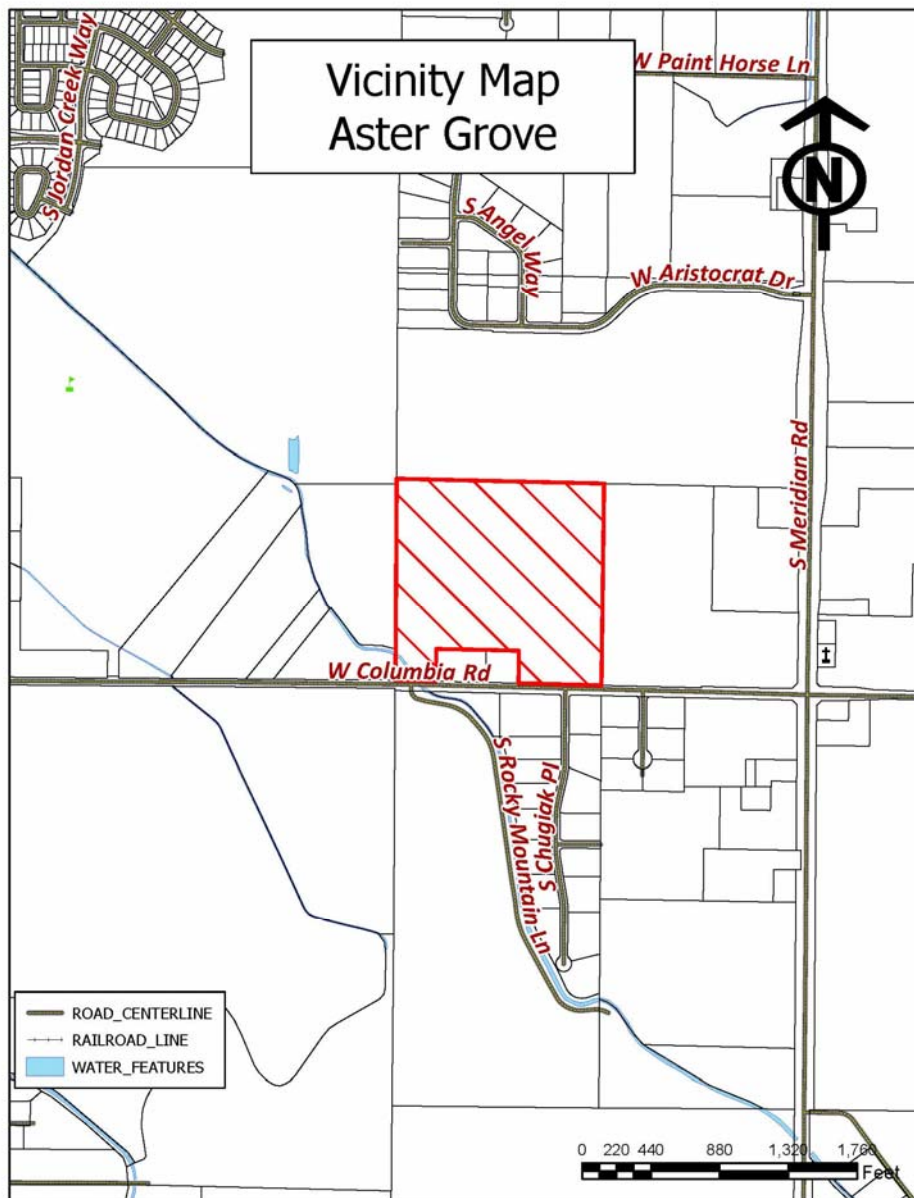 Vicinity Map
Aster Grove
W Paint Horse Ln
S Jordan Creek Way
N
S Angel Way
W Aristocrat Dr
S Meridian Rd
W Columbia Rd
S Rocky Mountain Ln
S Chugiak Pl
ROAD_CENTERLINE
RAILROAD_LINE
WATER_FEATURES
0 220 440 880 1,320 1,760
Feet